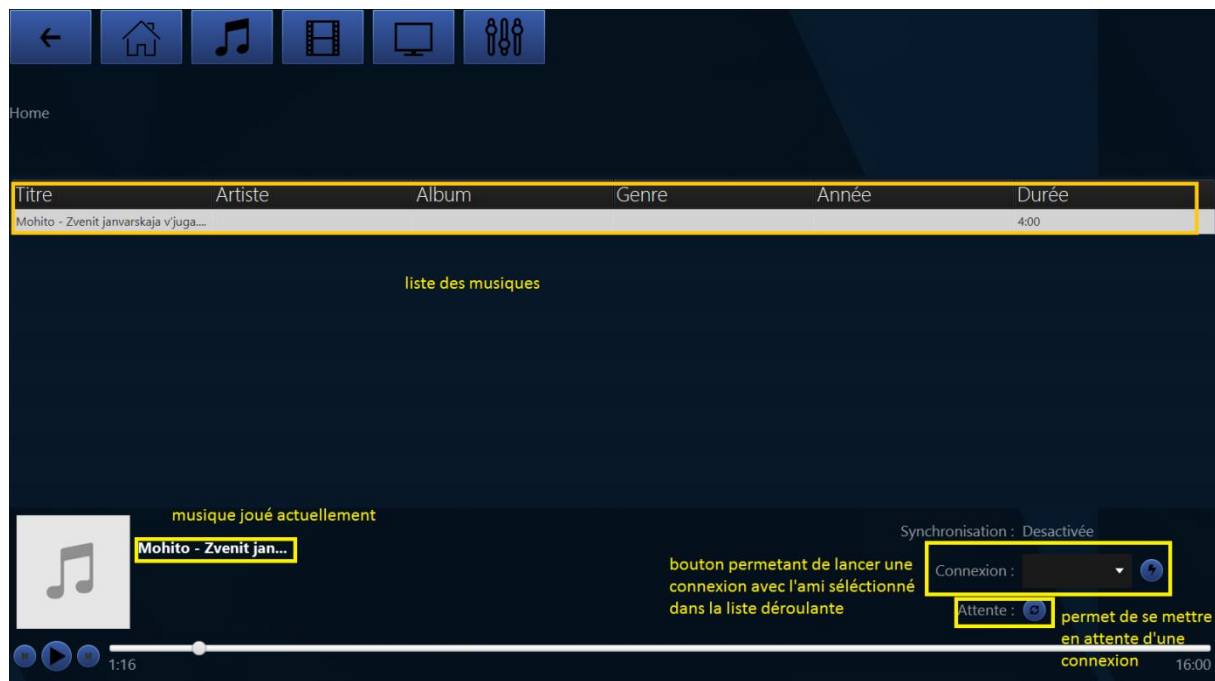 Home
Titre Artiste Album Genre Année Durée
Mohito - Zvenit janvarskaja v'juga.... 4:00
liste des musiques
musique joué actuellement
Mohito - Zvenit jan...
Synchronisation : Desactivée
bouton permetant de lancer une
connexion avec l'ami séléctionné
dans la liste déroulante
Connexion :
Attente :
permet de se mettre
en attente d'une
connexion
1:16
16:00